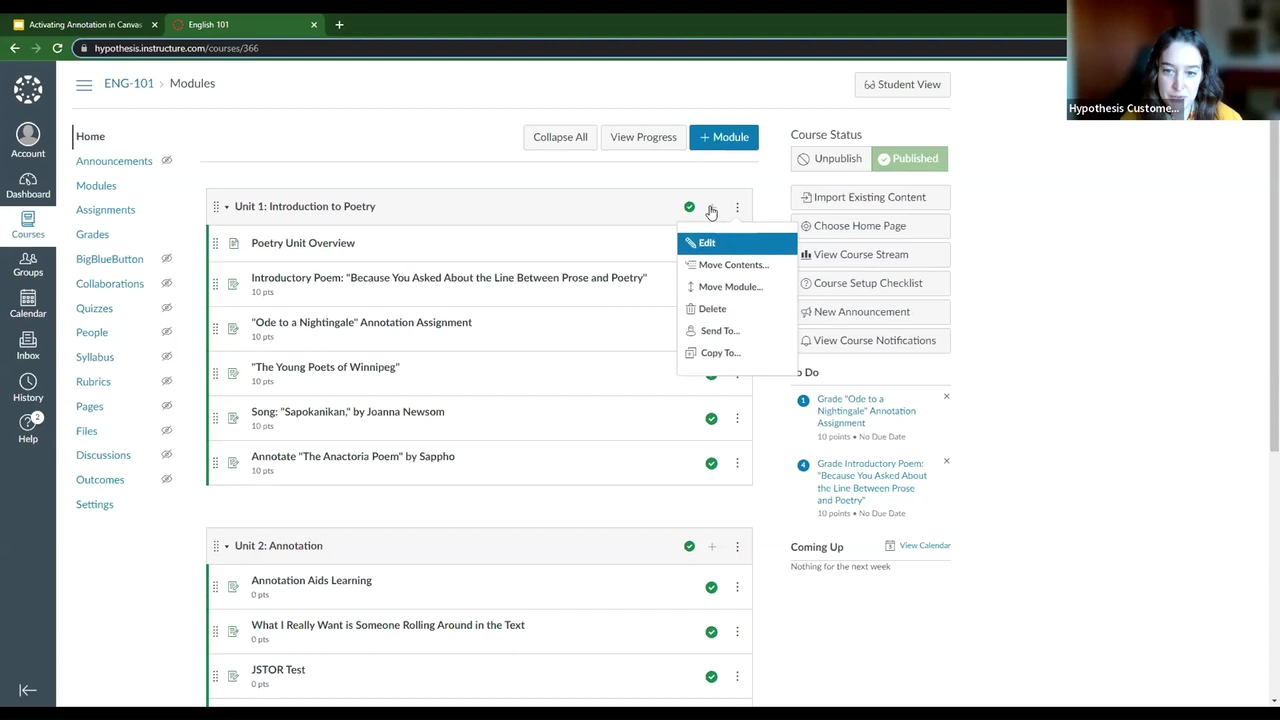 Activating Annotation in Canvas
English 101
hypothesis.instructure.com/courses/366
Hypothesis Custome...
ENG-101 › Modules
Student View
Account
Dashboard
Courses
Groups
Calendar
Inbox
History
2
Help
Home
Announcements
Modules
Assignments
Grades
BigBlueButton
Collaborations
Quizzes
People
Syllabus
Rubrics
Pages
Files
Discussions
Outcomes
Settings
Collapse All
View Progress
+ Module
Unit 1: Introduction to Poetry
Poetry Unit Overview
Introductory Poem: "Because You Asked About the Line Between Prose and Poetry"
10 pts
"Ode to a Nightingale" Annotation Assignment
10 pts
"The Young Poets of Winnipeg"
10 pts
Song: "Sapokanikan," by Joanna Newsom
10 pts
Annotate "The Anactoria Poem" by Sappho
10 pts
Edit
Move Contents...
Move Module...
Delete
Send To...
Copy To...
Unit 2: Annotation
Annotation Aids Learning
0 pts
What I Really Want is Someone Rolling Around in the Text
0 pts
JSTOR Test
0 pts
Course Status
Unpublish
Published
Import Existing Content
Choose Home Page
View Course Stream
Course Setup Checklist
New Announcement
View Course Notifications
o Do
1
Grade "Ode to a
Nightingale" Annotation
Assignment
10 points • No Due Date
4
Grade Introductory Poem:
"Because You Asked About
the Line Between Prose
and Poetry"
10 points • No Due Date
Coming Up
View Calendar
Nothing for the next week